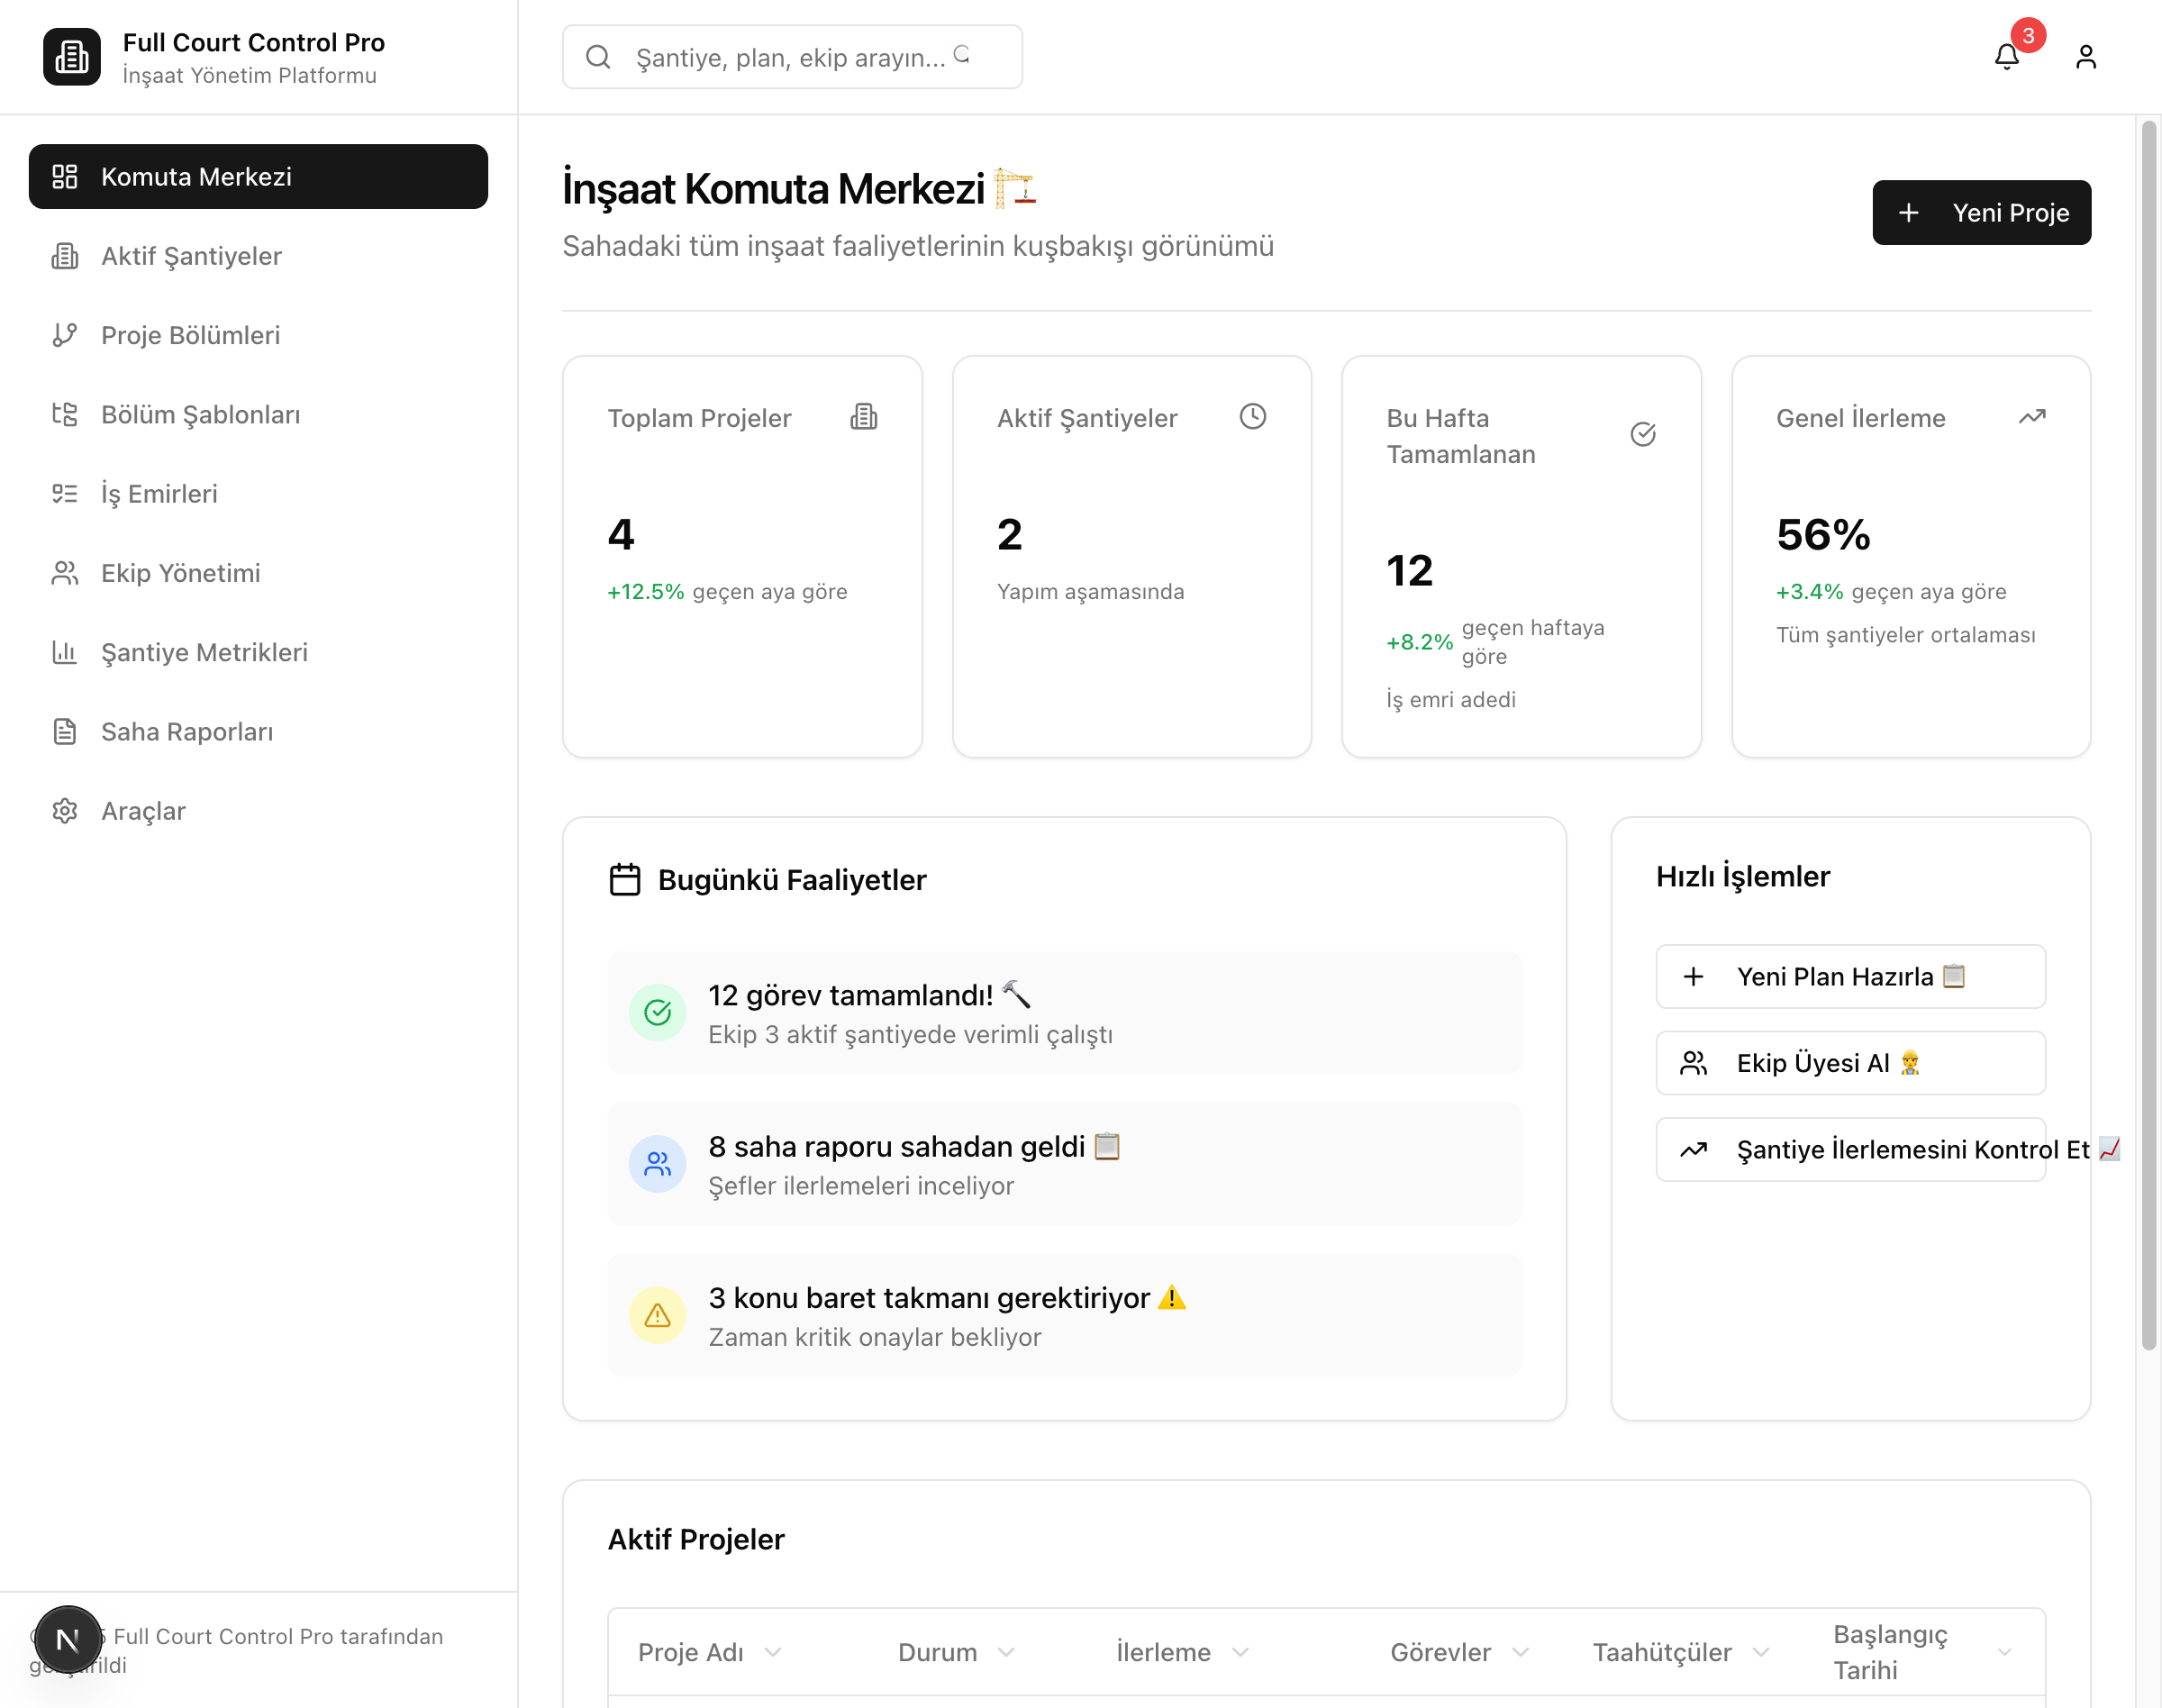 Full Court Control Pro
İnşaat Yönetim Platformu
Şantiye, plan, ekip arayın...
3
Komuta Merkezi
Aktif Şantiyeler
Proje Bölümleri
Bölüm Şablonları
İş Emirleri
Ekip Yönetimi
Şantiye Metrikleri
Saha Raporları
Araçlar
İnşaat Komuta Merkezi
Sahadaki tüm inşaat faaliyetlerinin kuşbakışı görünümü
Yeni Proje
Toplam Projeler
4
+12.5% geçen aya göre
Aktif Şantiyeler
2
Yapım aşamasında
Bu Hafta
Tamamlanan
12
+8.2% geçen haftaya
göre
İş emri adedi
Genel İlerleme
56%
+3.4% geçen aya göre
Tüm şantiyeler ortalaması
Bugünkü Faaliyetler
12 görev tamamlandı!
Ekip 3 aktif şantiyede verimli çalıştı
8 saha raporu sahadan geldi
Şefler ilerlemeleri inceliyor
3 konu baret takmanı gerektiriyor
Zaman kritik onaylar bekliyor
Hızlı İşlemler
Yeni Plan Hazırla
Ekip Üyesi Al
Şantiye İlerlemesini Kontrol Et
Aktif Projeler
Proje Adı
Durum
İlerleme
Görevler
Taahütçüler
Başlangıç
Tarihi
N
Full Court Control Pro tarafından